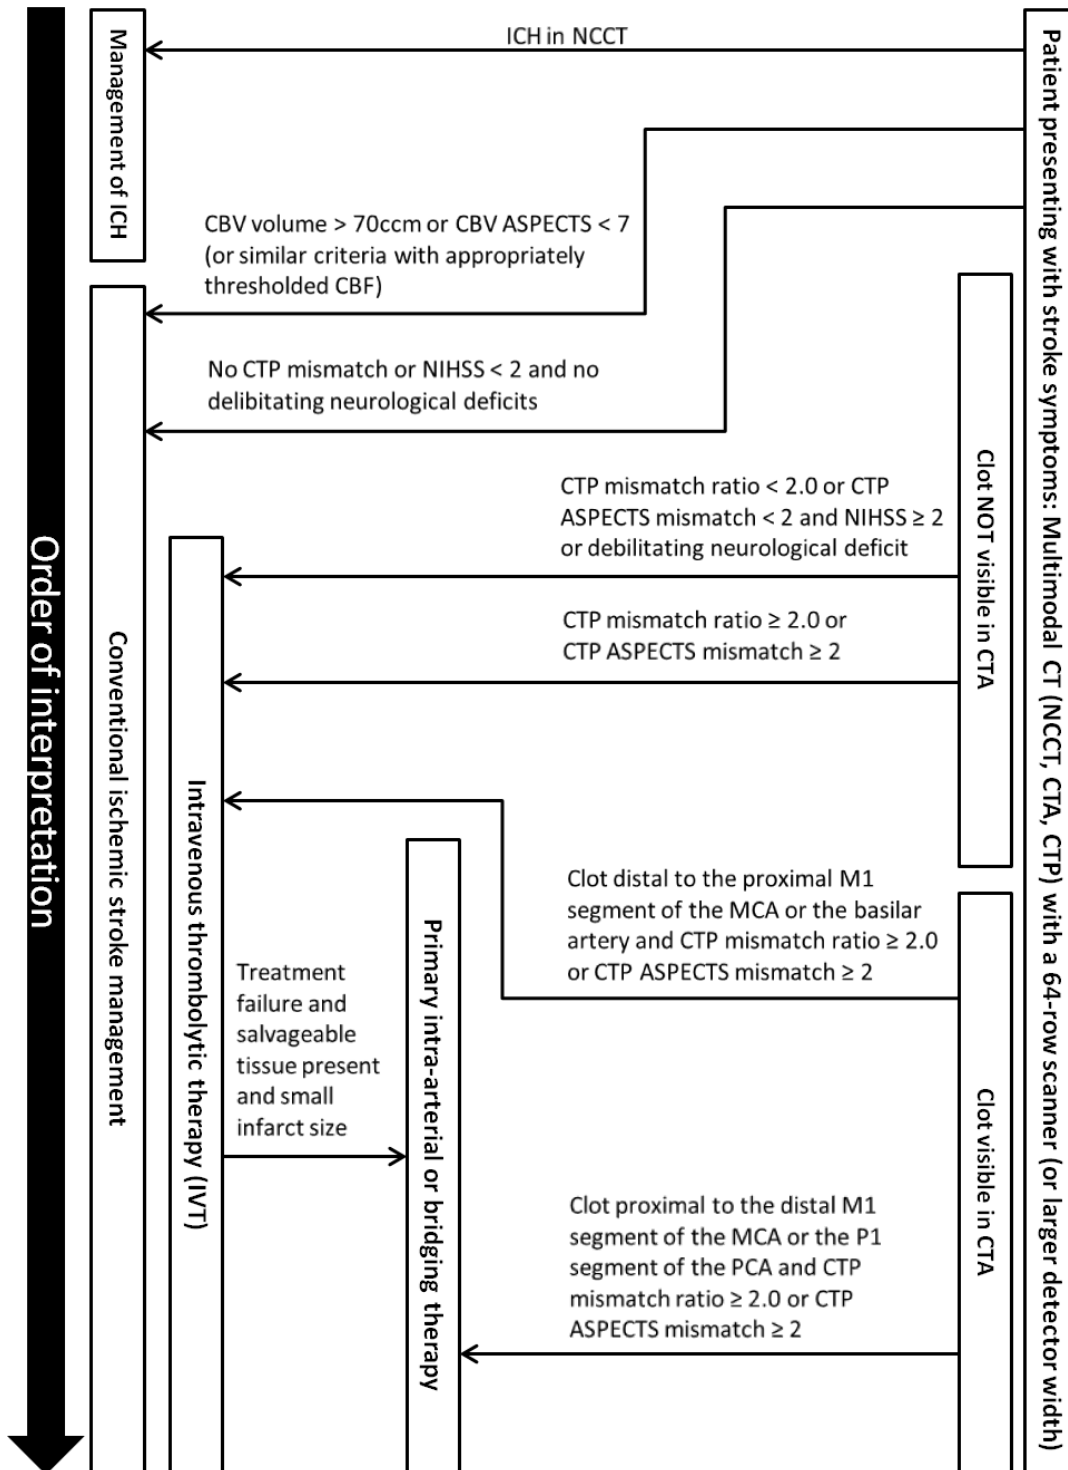 Order of interpretation
Management of ICH
ICH in NCCT
Patient presenting with stroke symptoms: Multimodal CT (NCCT, CTA, CTP) with a 64-row scanner (or larger detector width)
CBV volume > 70ccm or CBV ASPECTS < 7
(or similar criteria with appropriately
thresholded CBF)
No CTP mismatch or NIHSS < 2 and no
delibitating neurological deficits
Conventional ischemic stroke management
Clot NOT visible in CTA
CTP mismatch ratio < 2.0 or CTP
ASPECTS mismatch < 2 and NIHSS ≥ 2
or debilitating neurological deficit
CTP mismatch ratio ≥ 2.0 or
CTP ASPECTS mismatch ≥ 2
Intravenous thrombolytic therapy (IVT)
Clot distal to the proximal M1
segment of the MCA or the basilar
artery and CTP mismatch ratio ≥ 2.0
or CTP ASPECTS mismatch ≥ 2
Treatment
failure and
salvageable
tissue present
and small
infarct size
Primary intra-arterial or bridging therapy
Clot visible in CTA
Clot proximal to the distal M1
segment of the MCA or the P1
segment of the PCA and CTP
mismatch ratio ≥ 2.0 or CTP
ASPECTS mismatch ≥ 2